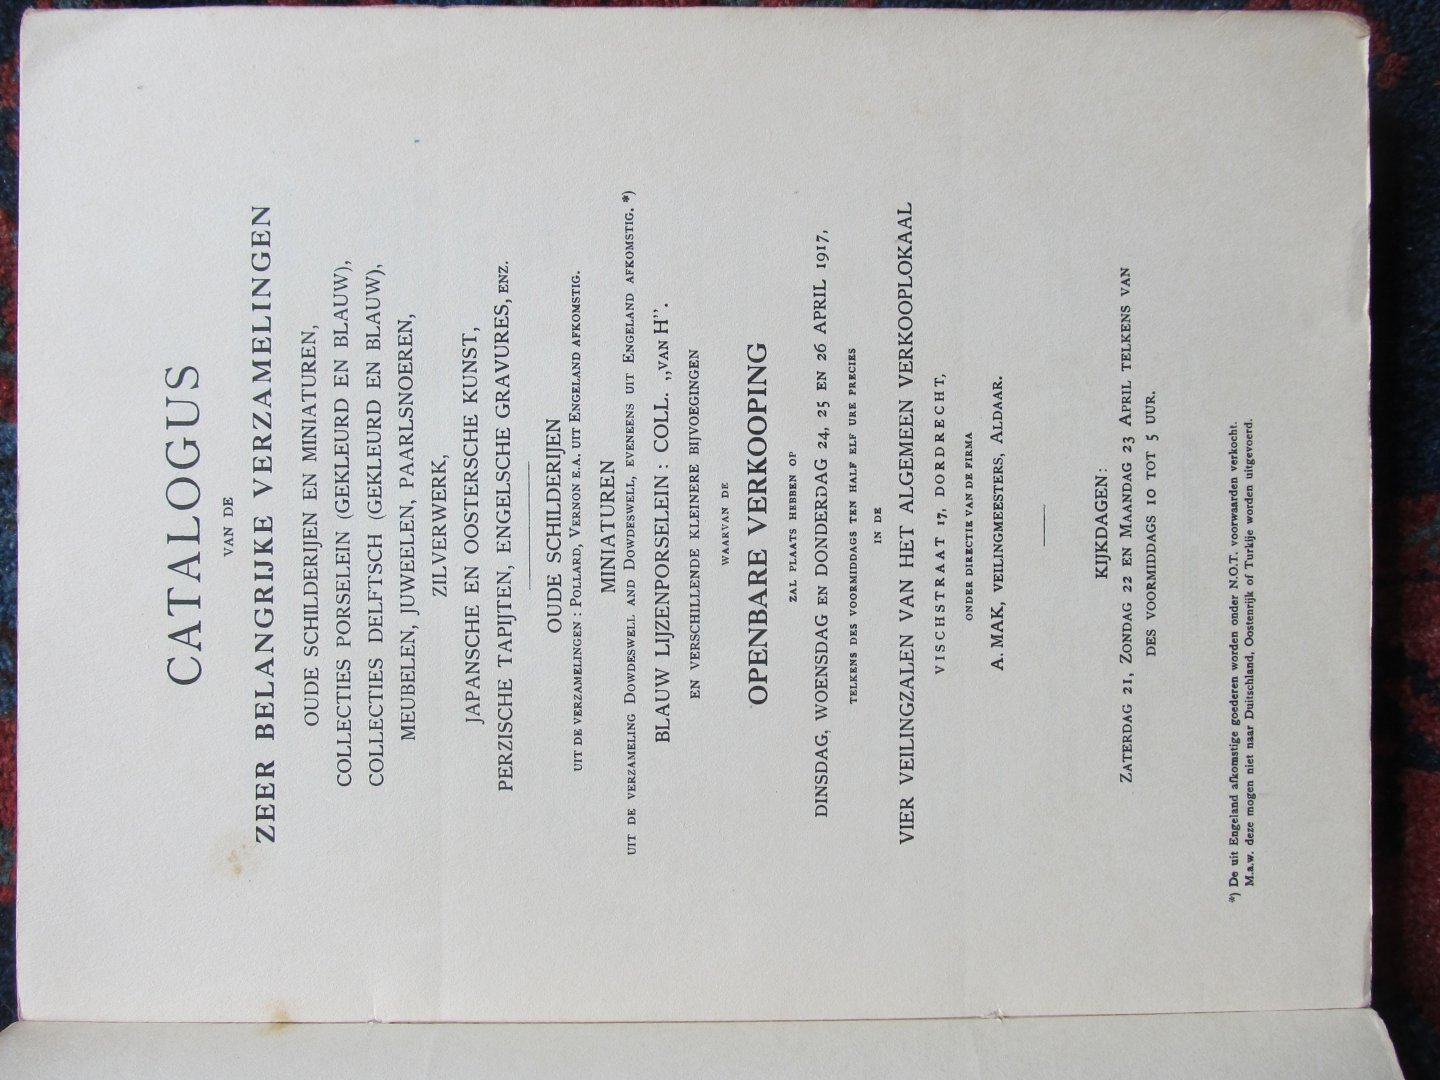 CATALOGUS
VAN DE
ZEER BELANGRIJKE VERZAMELINGEN
OUDE SCHILDERIJEN EN MINIATUREN,
COLLECTIES PORSELEIN (GEKLEURD EN BLAUW),
COLLECTIES DELFTSCH (GEKLEURD EN BLAUW),
MEUBELEN, JUWEELEN, PAARLSNOEREN,
ZILVERWERK,
JAPANSCHE EN OOSTERSCHE KUNST,
PERZISCHE TAPIJTEN, ENGELSCHE GRAVURES, ENZ.
OUDE SCHILDERIJEN
UIT DE VERZAMELINGEN: POLLARD, VERNON E.A. UIT ENGELAND AFKOMSTIG.
MINIATUREN
UIT DE VERZAMELING DOWDESWELL AND DOWDESWELL, EVENEENS UIT ENGELAND AFKOMSTIG. *)
BLAUW LIJZENPORSELEIN: COLL. „VAN H”.
EN VERSCHILLENDE KLEINERE BIJVOEGINGEN
WAARVAN DE
OPENBARE VERKOOPING
ZAL PLAATS HEBBEN OP
DINSDAG, WOENSDAG EN DONDERDAG 24, 25 EN 26 APRIL 1917,
TELKENS DES VOORMIDDAGS TEN HALF ELF URE PRECIES
IN DE
VIER VEILINGZALEN VAN HET ALGEMEEN VERKOOPLOKAAL
VISCHSTRAAT 17, DORDRECHT,
ONDER DIRECTIE VAN DE FIRMA
A. MAK, VEILINGMEESTERS, ALDAAR.
KIJKDAGEN:
ZATERDAG 21, ZONDAG 22 EN MAANDAG 23 APRIL TELKENS VAN
DES VOORMIDDAGS 10 TOT 5 UUR.
*) De uit Engeland afkomstige goederen worden onder N.O.T. voorwaarden verkocht.
M.a.w. deze mogen niet naar Duitschland, Oostenrijk of Turkije worden uitgevoerd.